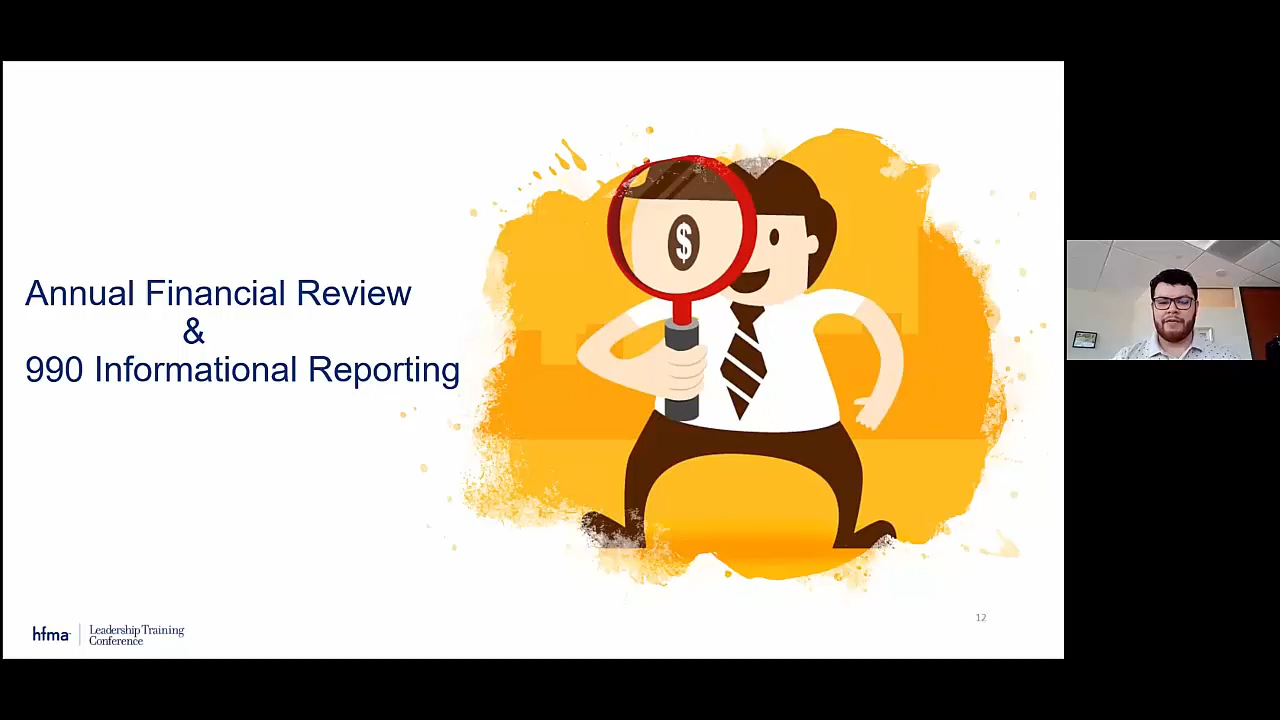 Annual Financial Review
&
990 Informational Reporting
$
hfma
Leadership Training
Conference
12